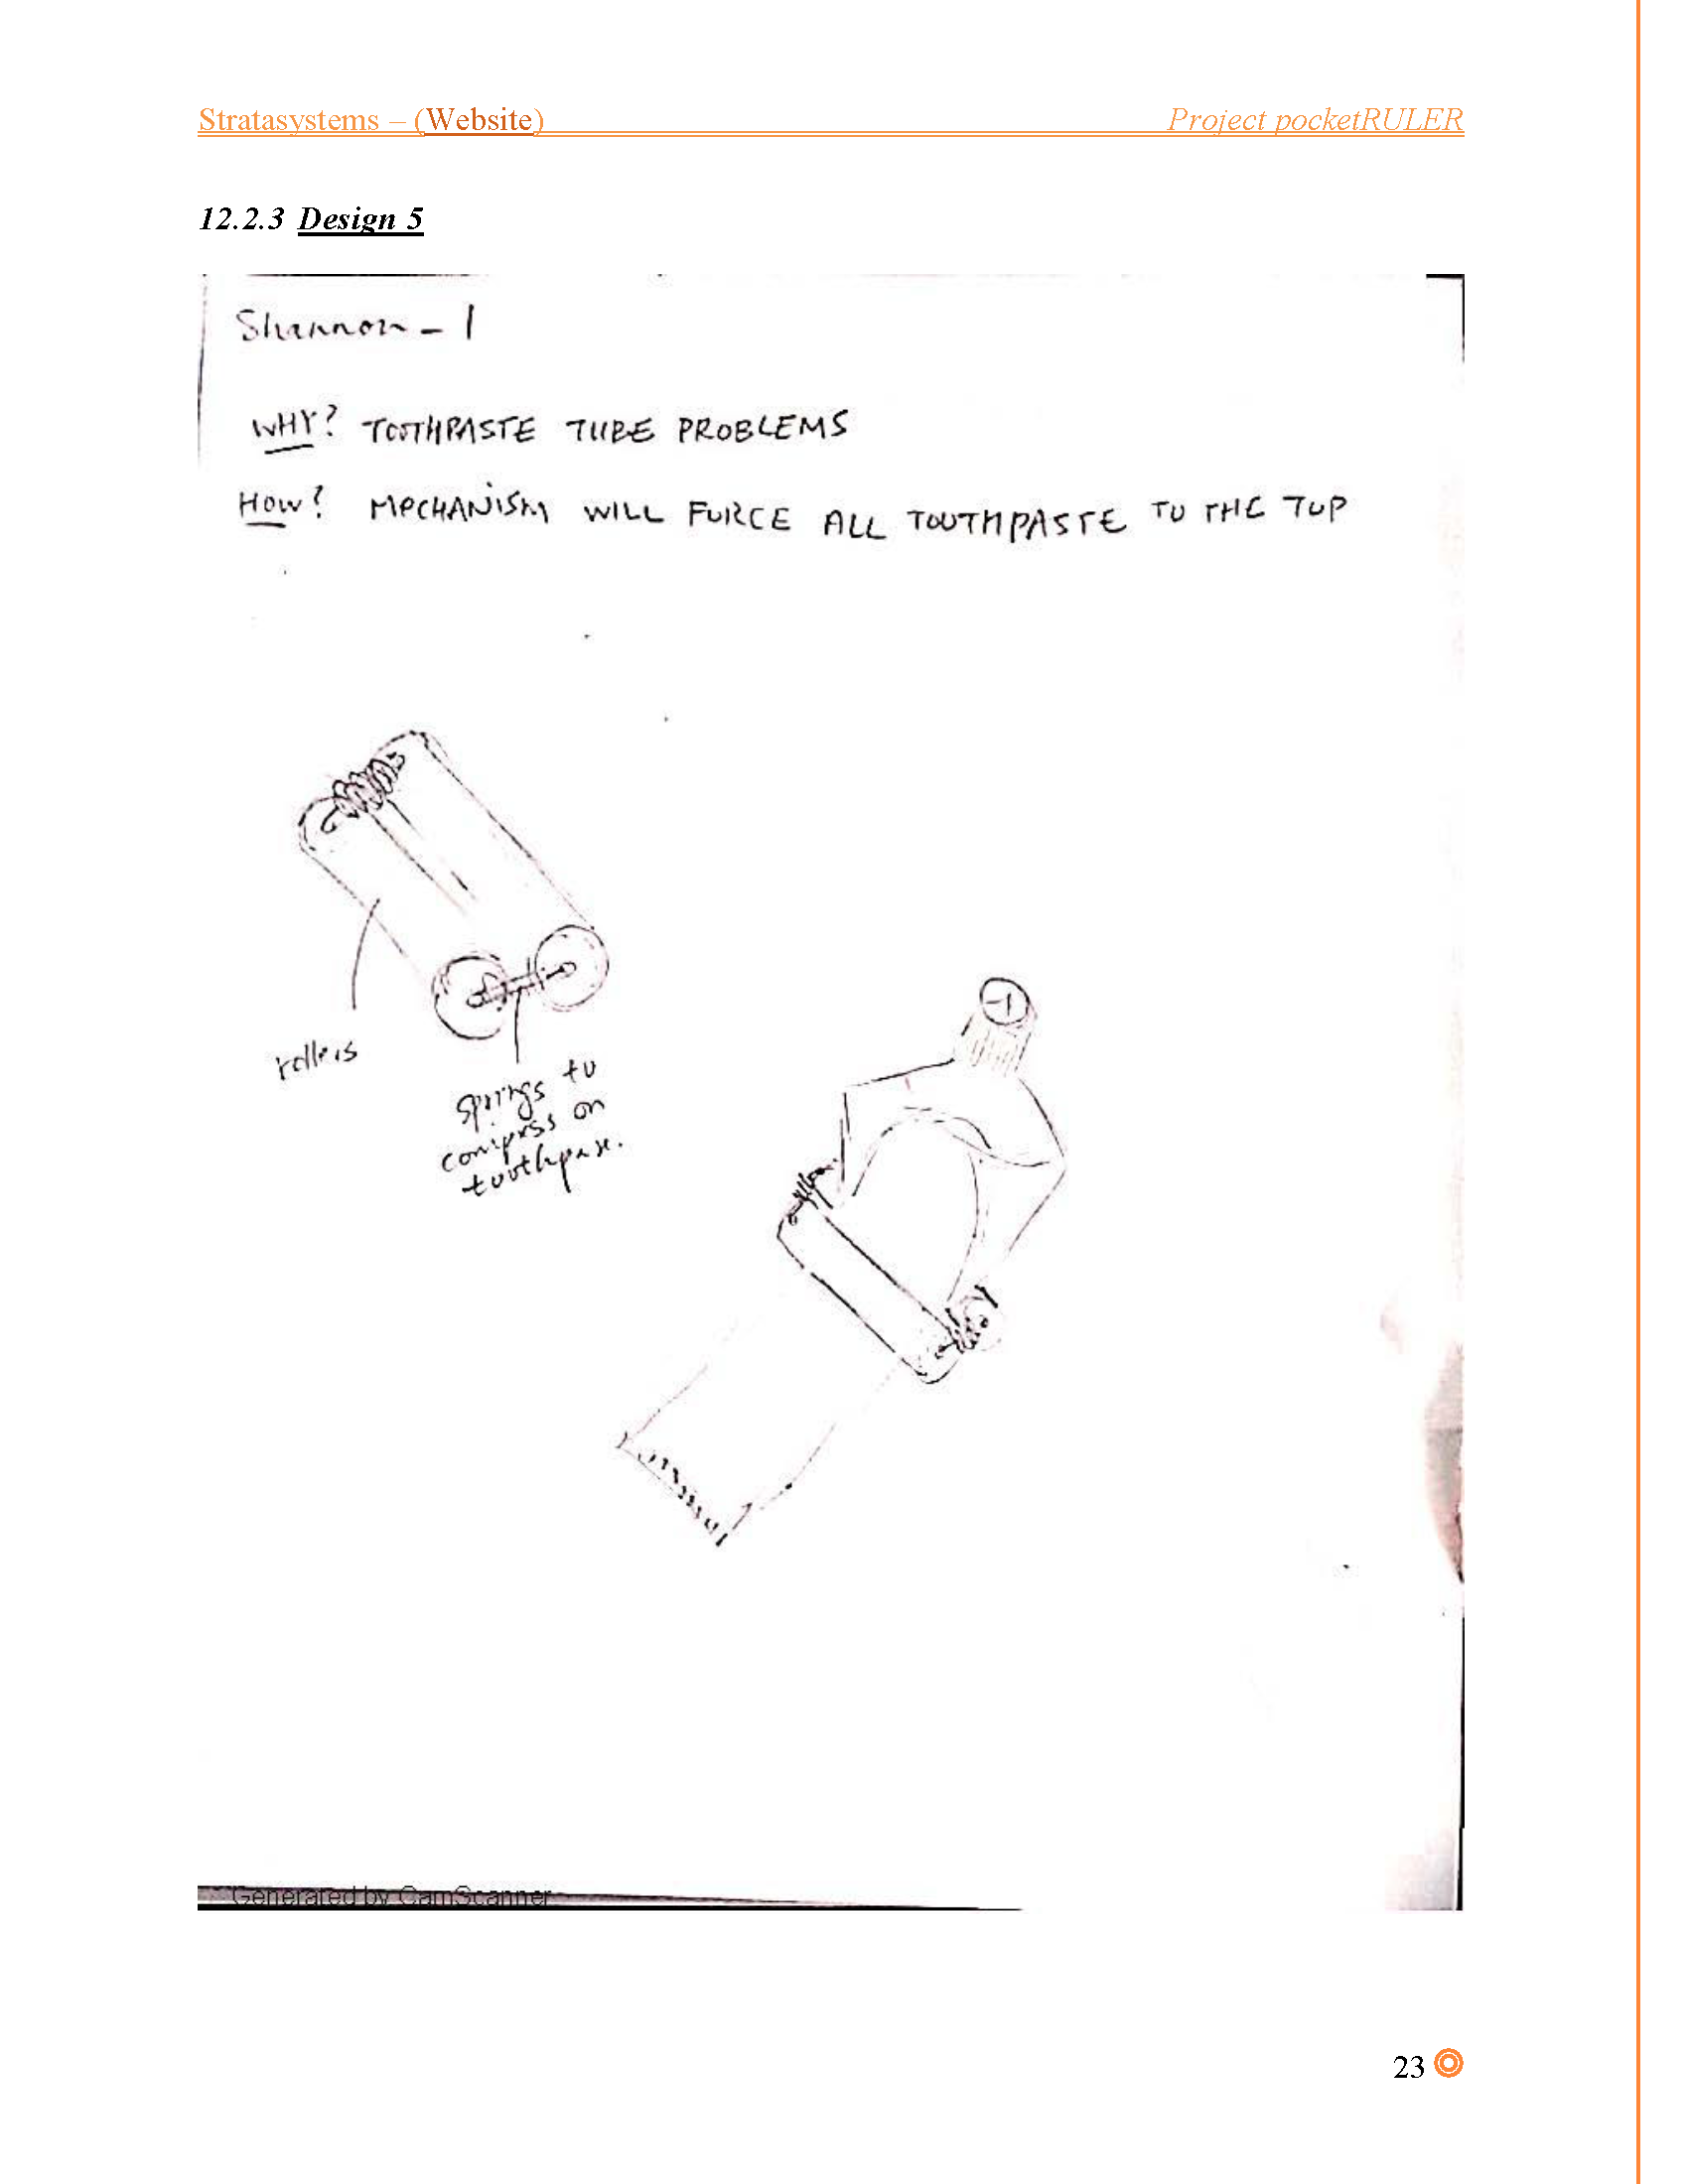 Stratasystems – (Website) Project pocketRULER
12.2.3 Design 5
Shannon - 1
WHY? TOOTHPASTE TUBE PROBLEMS
HOW? MECHANISM WILL FORCE ALL TOOTHPASTE TO THE TOP
rollers
springs to
compress on
toothpaste.
Generated by CamScanner
23